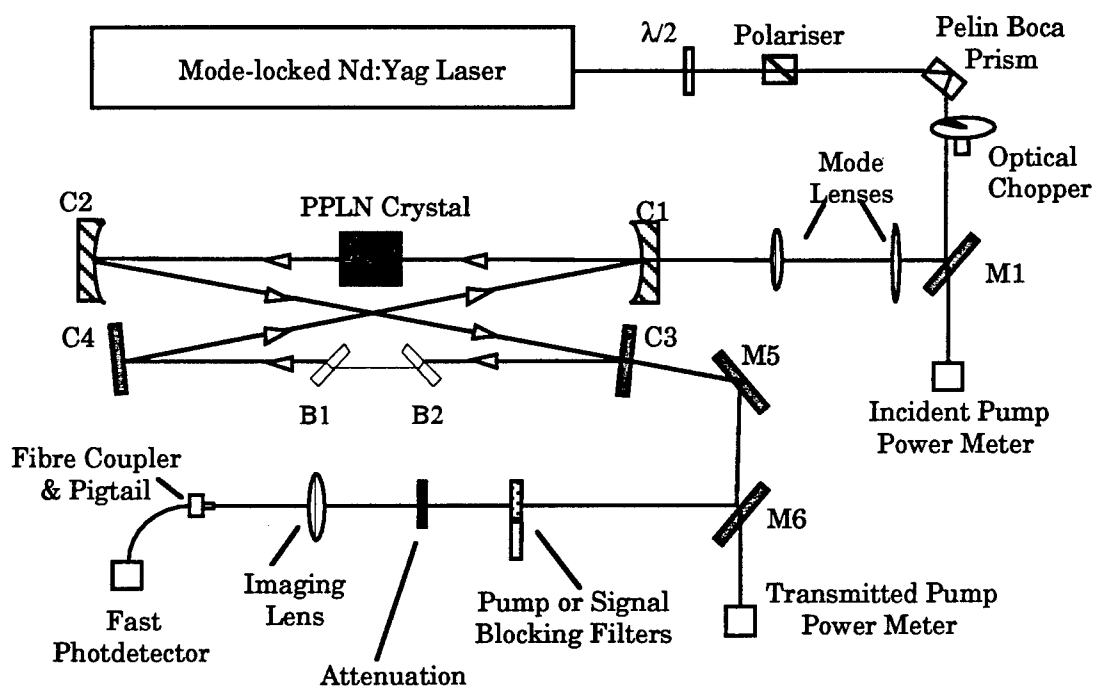 Mode-locked Nd:Yag Laser
λ/2
Polariser
Pelin Boca
Prism
Optical
Chopper
Mode
Lenses
C2
PPLN Crystal
C1
M1
C4
C3
M5
B1
B2
Incident Pump
Power Meter
Fibre Coupler
& Pigtail
M6
Imaging
Lens
Pump or Signal
Blocking Filters
Transmitted Pump
Power Meter
Fast
Photdetector
Attenuation